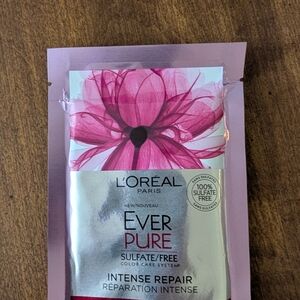 L'ORÉAL
PARIS
NEW/NOUVEAU
EVER
PURE
SULFATE/FREE
COLOR CARE SYSTEM
INTENSE REPAIR
RÉPARATION INTENSE
100%
SULFATE
FREE